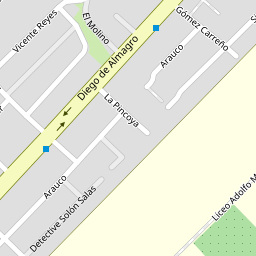 Vicente Reyes
El Molino
Gómez Carreño
Diego de Almagro
Arauco
La Pincoya
Arauco
Detective Solón Salas
Liceo Adolfo M